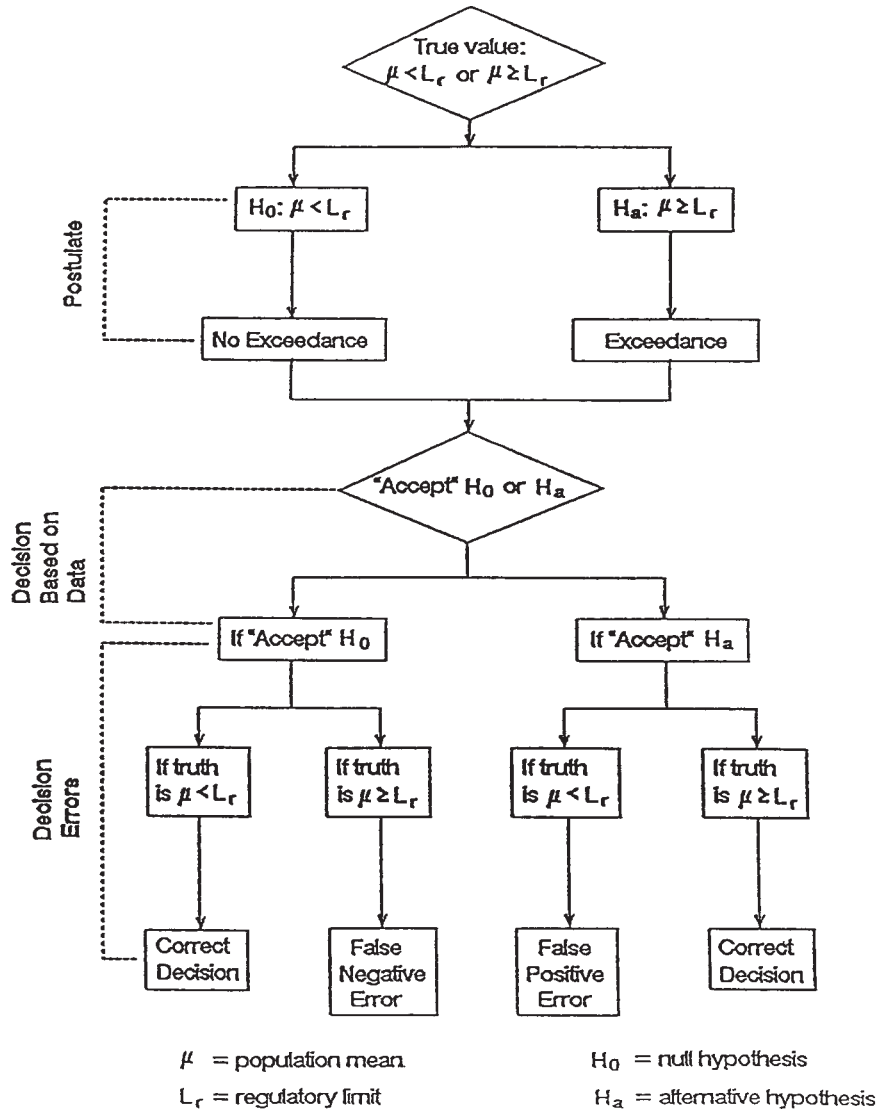 True value:
μ < Lr or μ ≥ Lr
H0: μ < Lr
Ha: μ ≥ Lr
Postulate
No Exceedance
Exceedance
"Accept" H0 or Ha
Decision
Based on
Data
If "Accept" H0
If "Accept" Ha
If truth
is μ < Lr
If truth
is μ ≥ Lr
If truth
is μ < Lr
If truth
is μ ≥ Lr
Decision
Errors
Correct
Decision
False
Negative
Error
False
Positive
Error
Correct
Decision
μ = population mean
H0 = null hypothesis
Lr = regulatory limit
Ha = alternative hypothesis